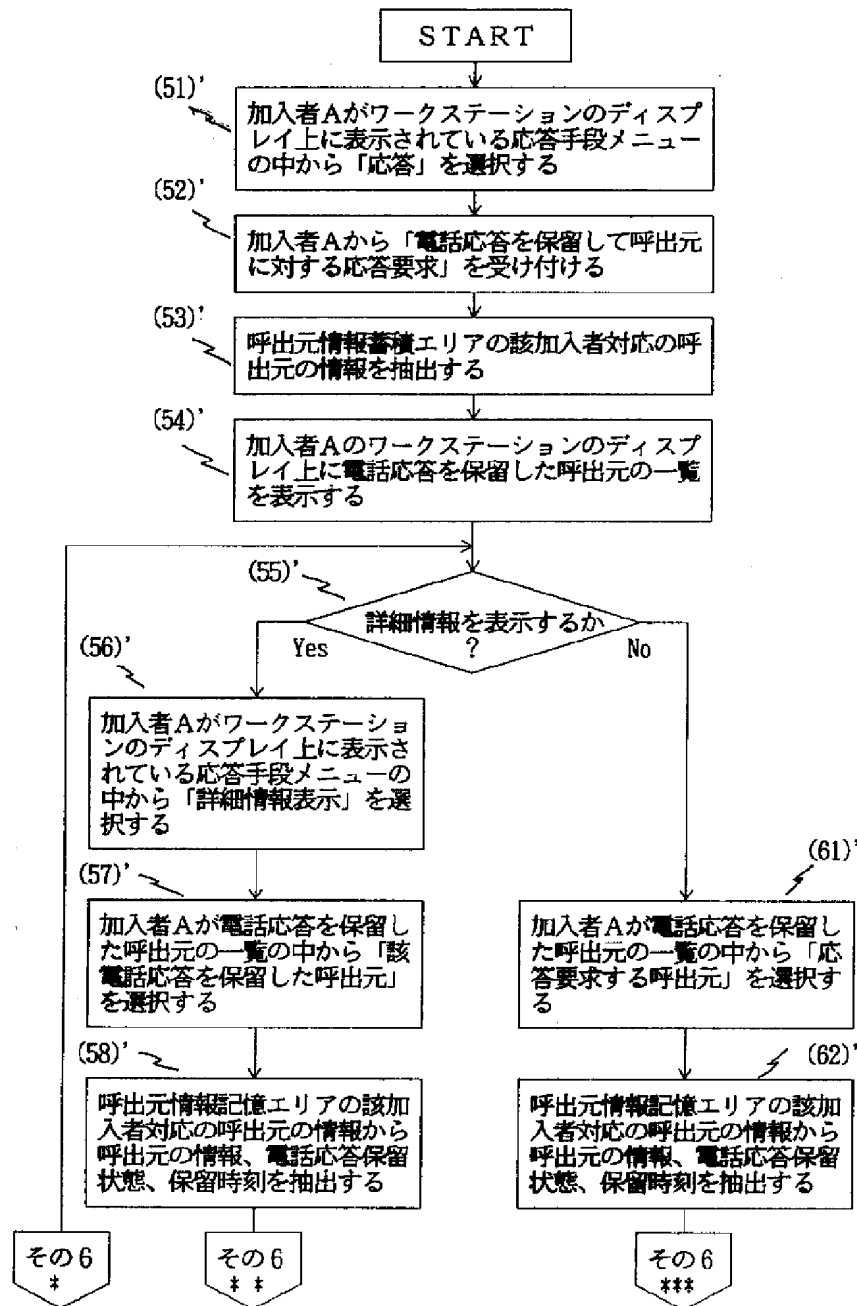 START
(51)'
加入者Aがワークステーションのディスプ
レイ上に表示されている応答手段メニュー
の中から「応答」を選択する
(52)'
加入者Aから「電話応答を保留して呼出元
に対する応答要求」を受け付ける
(53)'
呼出元情報蓄積エリアの該加入者対応の呼
出元の情報を抽出する
(54)'
加入者Aのワークステーションのディスプ
レイ上に電話応答を保留した呼出元の一覧
を表示する
(55)'
詳細情報を表示するか
?
Yes
No
(56)'
加入者Aがワークステーショ
ンのディスプレイ上に表示さ
れている応答手段メニューの
中から「詳細情報表示」を選
択する
(57)'
加入者Aが電話応答を保留し
た呼出元の一覧の中から「該
電話応答を保留した呼出元」
を選択する
(58)'
呼出元情報記憶エリアの該加
入者対応の呼出元の情報から
呼出元の情報、電話応答保留
状態、保留時刻を抽出する
(61)'
加入者Aが電話応答を保留し
た呼出元の一覧の中から「応
答要求する呼出元」を選択す
る
(62)'
呼出元情報記憶エリアの該加
入者対応の呼出元の情報から
呼出元の情報、電話応答保留
状態、保留時刻を抽出する
その6
*
その6
* *
その6
***